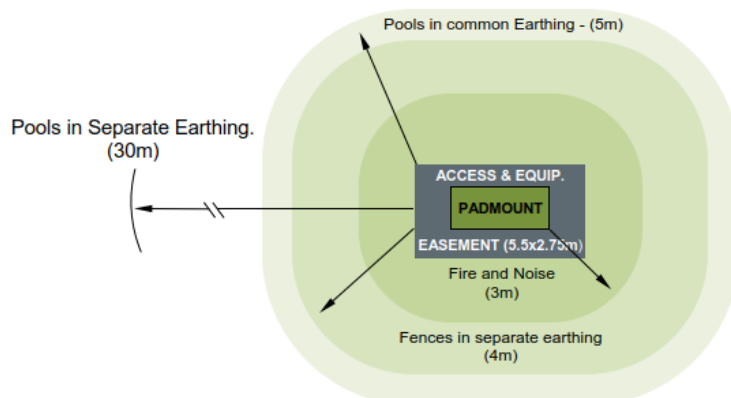 Pools in common Earthing - (5m)
Pools in Separate Earthing.
(30m)
ACCESS & EQUIP.
PADMOUNT
EASEMENT (5.5x2.75m)
Fire and Noise
(3m)
Fences in separate earthing
(4m)